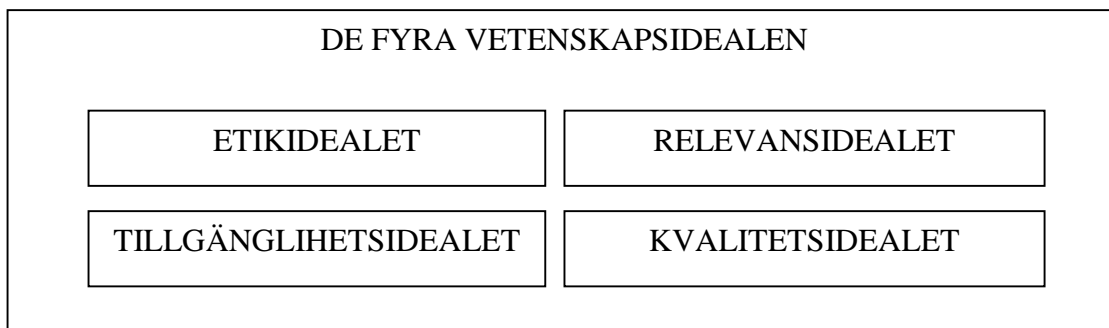 DE FYRA VETENSKAPSIDEALEN
ETIKIDEALET
RELEVANSIDEALET
TILLGÄNGLIHETSIDEALET
KVALITETSIDEALET